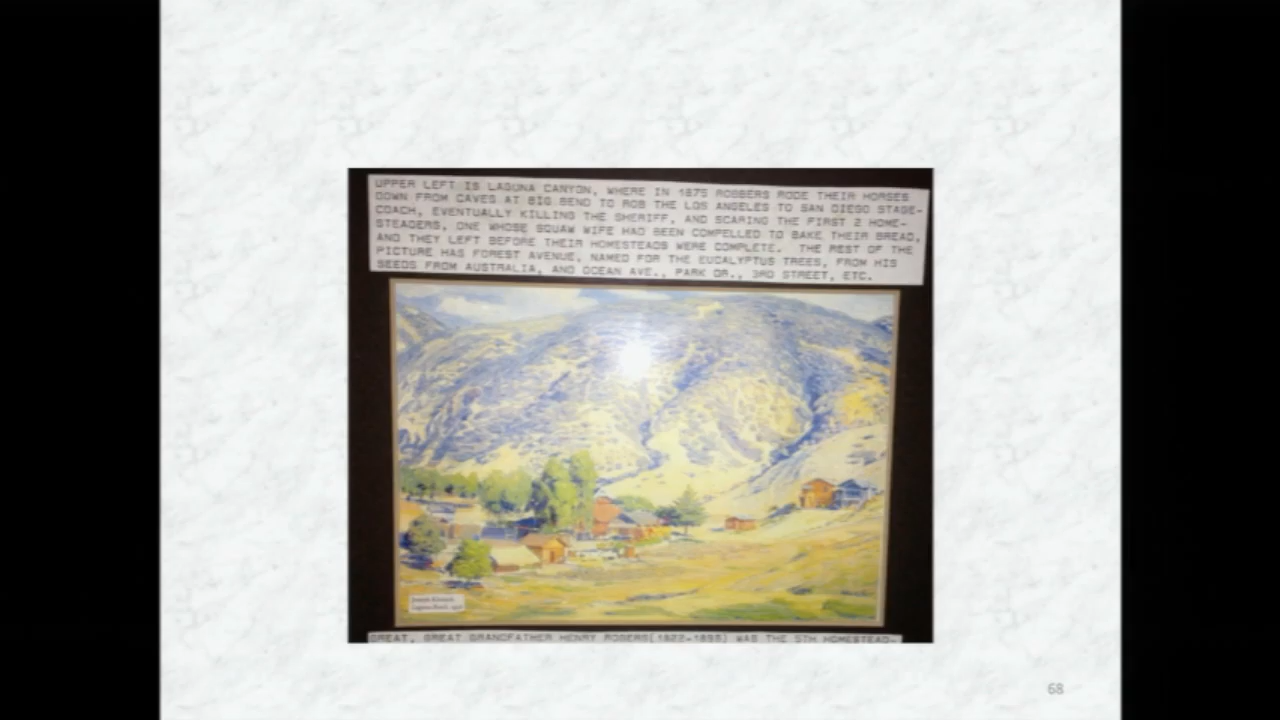 UPPER LEFT IS LAGUNA CANYON, WHERE IN 1875 ROBBERS RODE THEIR HORSES
DOWN FROM CAVES AT BIG BEND TO ROB THE LOS ANGELES TO SAN DIEGO STAGE-
COACH, EVENTUALLY KILLING THE SHERIFF, AND SCARING THE FIRST 2 HOME-
STEADERS, ONE WHOSE SQUAW WIFE HAD BEEN COMPELLED TO BAKE THEIR BREAD,
AND THEY LEFT BEFORE THEIR HOMESTEADS WERE COMPLETE. THE REST OF THE
PICTURE HAS FOREST AVENUE, NAMED FOR THE EUCALYPTUS TREES, FROM HIS
SEEDS FROM AUSTRALIA, AND OCEAN AVE., PARK DR., 3RD STREET, ETC.
Laguna
GREAT, GREAT GRANDFATHER HENRY ROGERS(1822-1895) WAS THE 5TH HOMESTEAD-
68